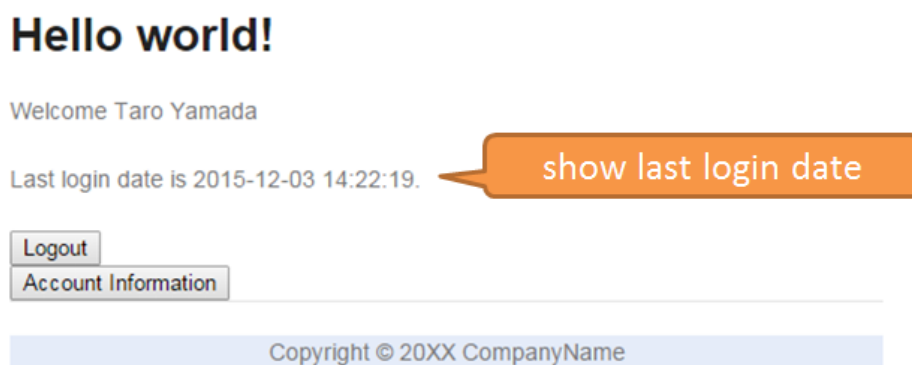 Hello world!
Welcome Taro Yamada
Last login date is 2015-12-03 14:22:19.
show last login date
Logout
Account Information
Copyright © 20XX CompanyName